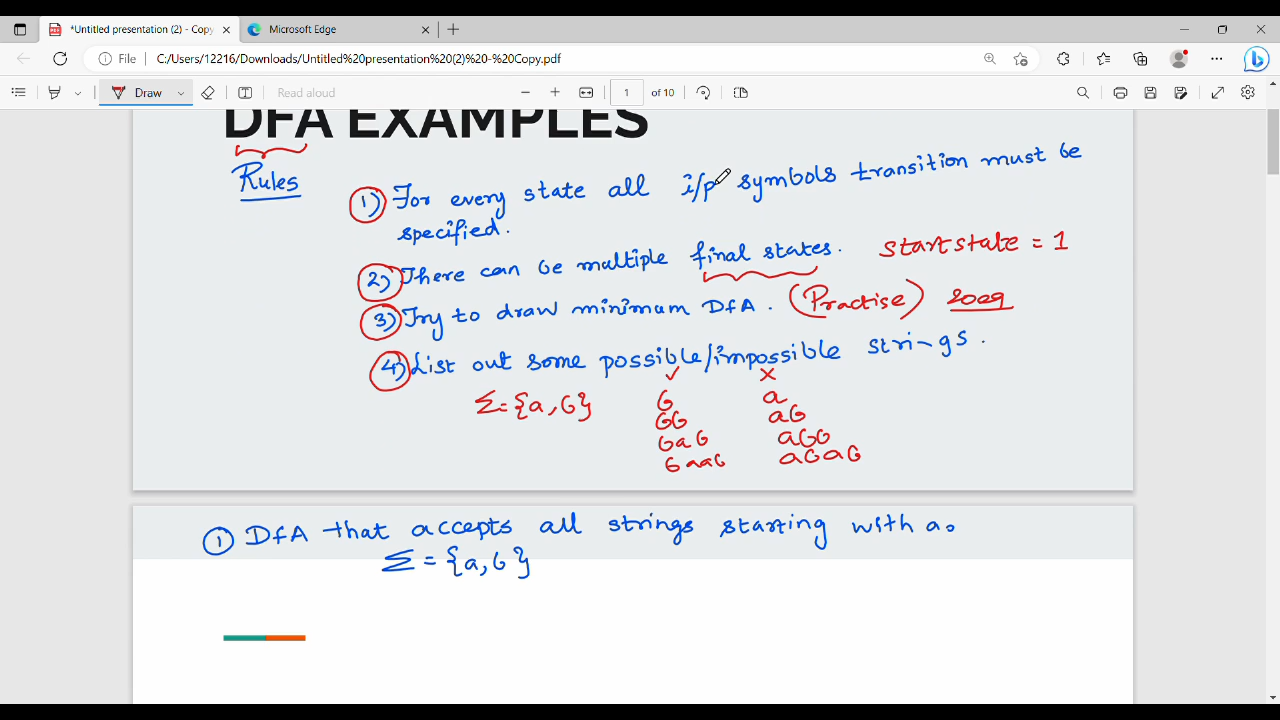 *Untitled presentation (2) - Copy
Microsoft Edge
File
C:/Users/12216/Downloads/Untitled%20presentation%20(2)%20-%20Copy.pdf
Draw
Read aloud
1 of 10
DFA EXAMPLES
Rules
1) For every state all i/p symbols transition must be
specified.
2) There can be multiple final states. start state = 1
3) Try to draw minimum DFA. (Practise)
4) List out some possible/impossible strings.
✓ ×
Σ={a,b} b a
bb ab
bab abb
baab abab
1 DFA that accepts all strings starting with a.
Σ={a,b}